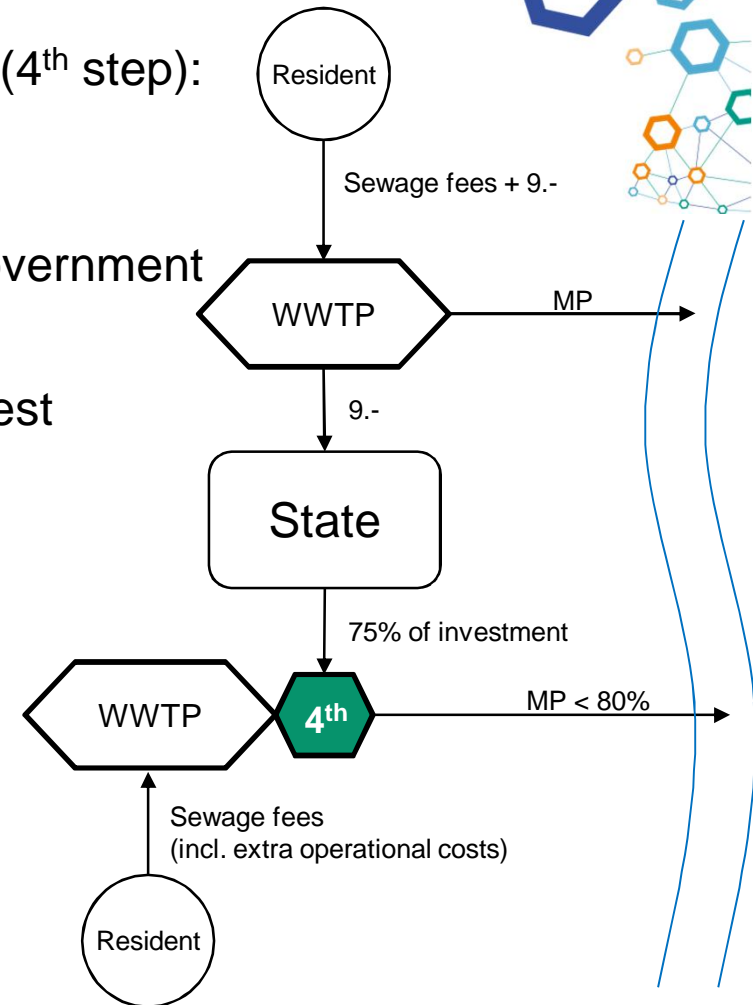 (4th step):
Resident
Sewage fees + 9.-
overnment
WWTP
MP
est
9.-
State
75% of investment
WWTP
4th
MP < 80%
Sewage fees
(incl. extra operational costs)
Resident